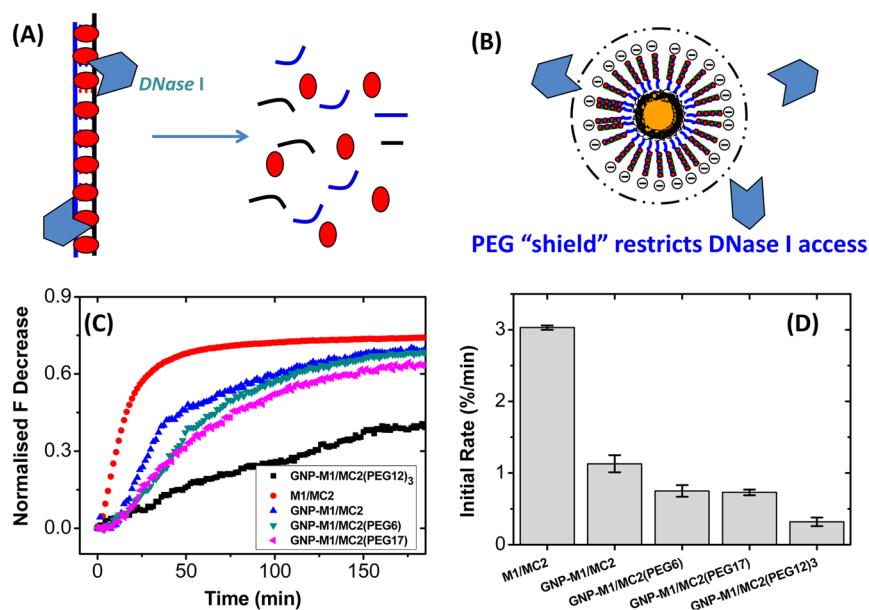 (A)
DNase I
(B)
⊖
PEG "shield" restricts DNase I access
(C)
Normalised F Decrease
0.9
0.6
0.3
0.0
0
50
100
150
Time (min)
GNP-M1/MC2(PEG12)3
M1/MC2
GNP-M1/MC2
GNP-M1/MC2(PEG6)
GNP-M1/MC2(PEG17)
(D)
Initial Rate (%/min)
3
2
1
0
M1/MC2
GNP-M1/MC2
GNP-M1/MC2(PEG6)
GNP-M1/MC2(PEG17)
GNP-M1/MC2(PEG12)3